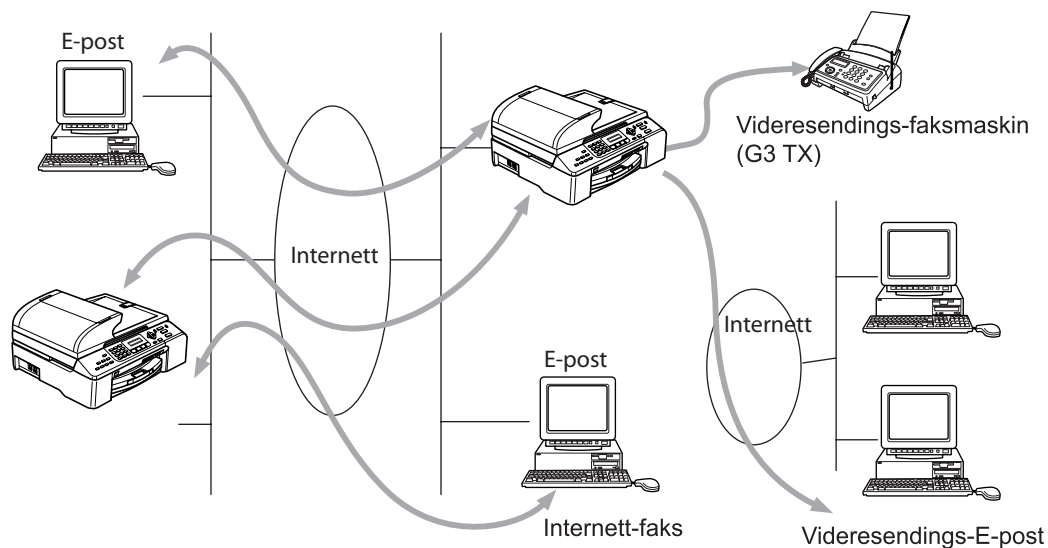 E-post
Videresendings-faksmaskin
(G3 TX)
Internett
Internett
E-post
Internett-faks
Videresendings-E-post